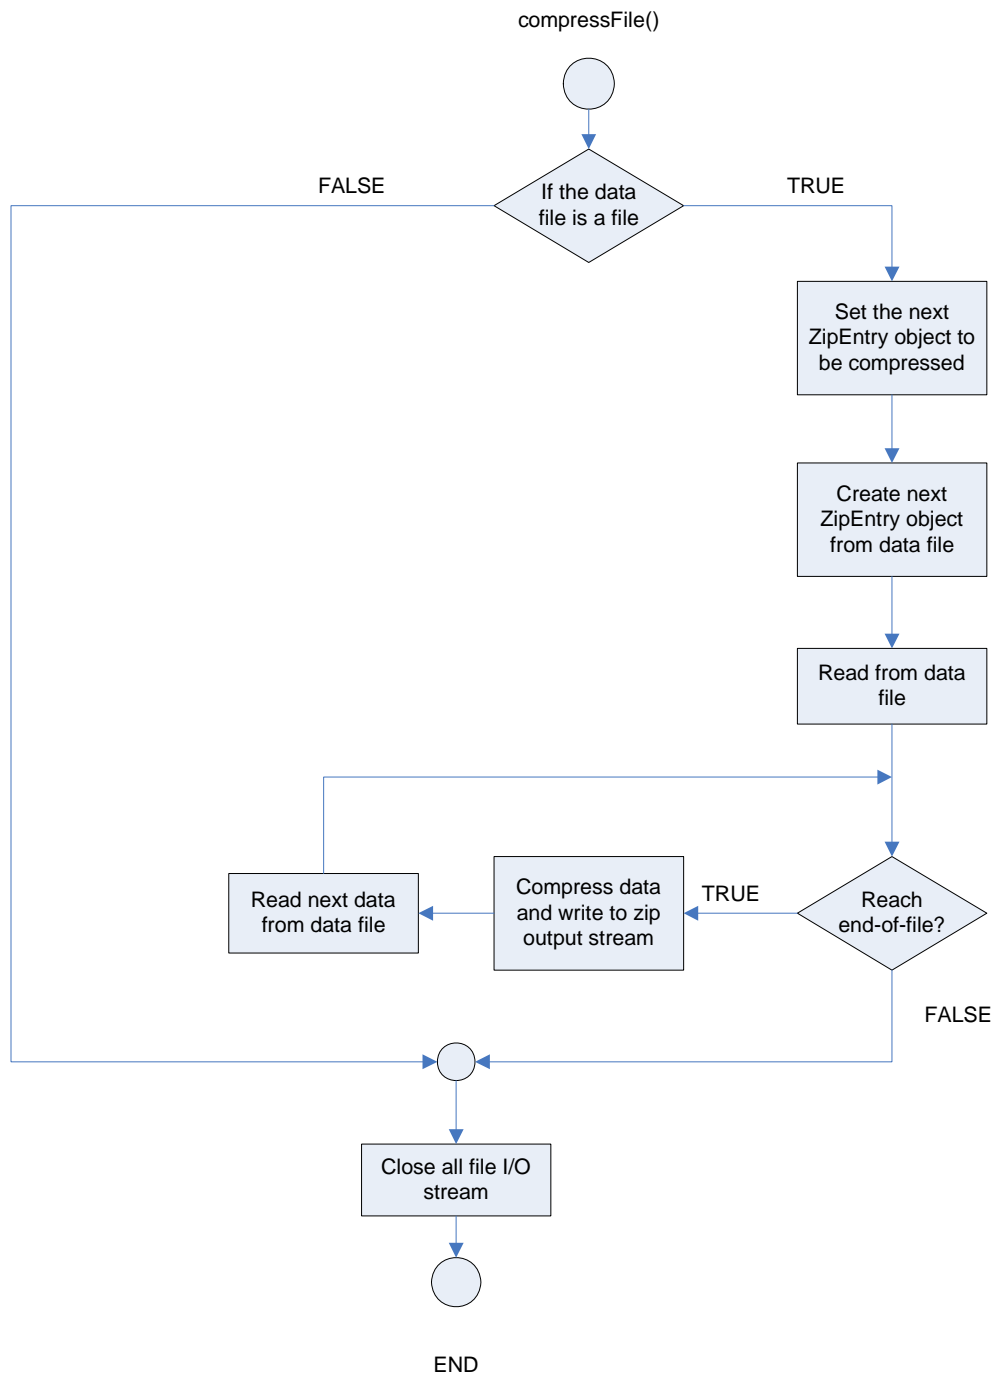 compressFile()
If the data
file is a file
FALSE
TRUE
Set the next
ZipEntry object to
be compressed
Create next
ZipEntry object
from data file
Read from data
file
Reach
end-of-file?
TRUE
Compress data
and write to zip
output stream
Read next data
from data file
FALSE
Close all file I/O
stream
END